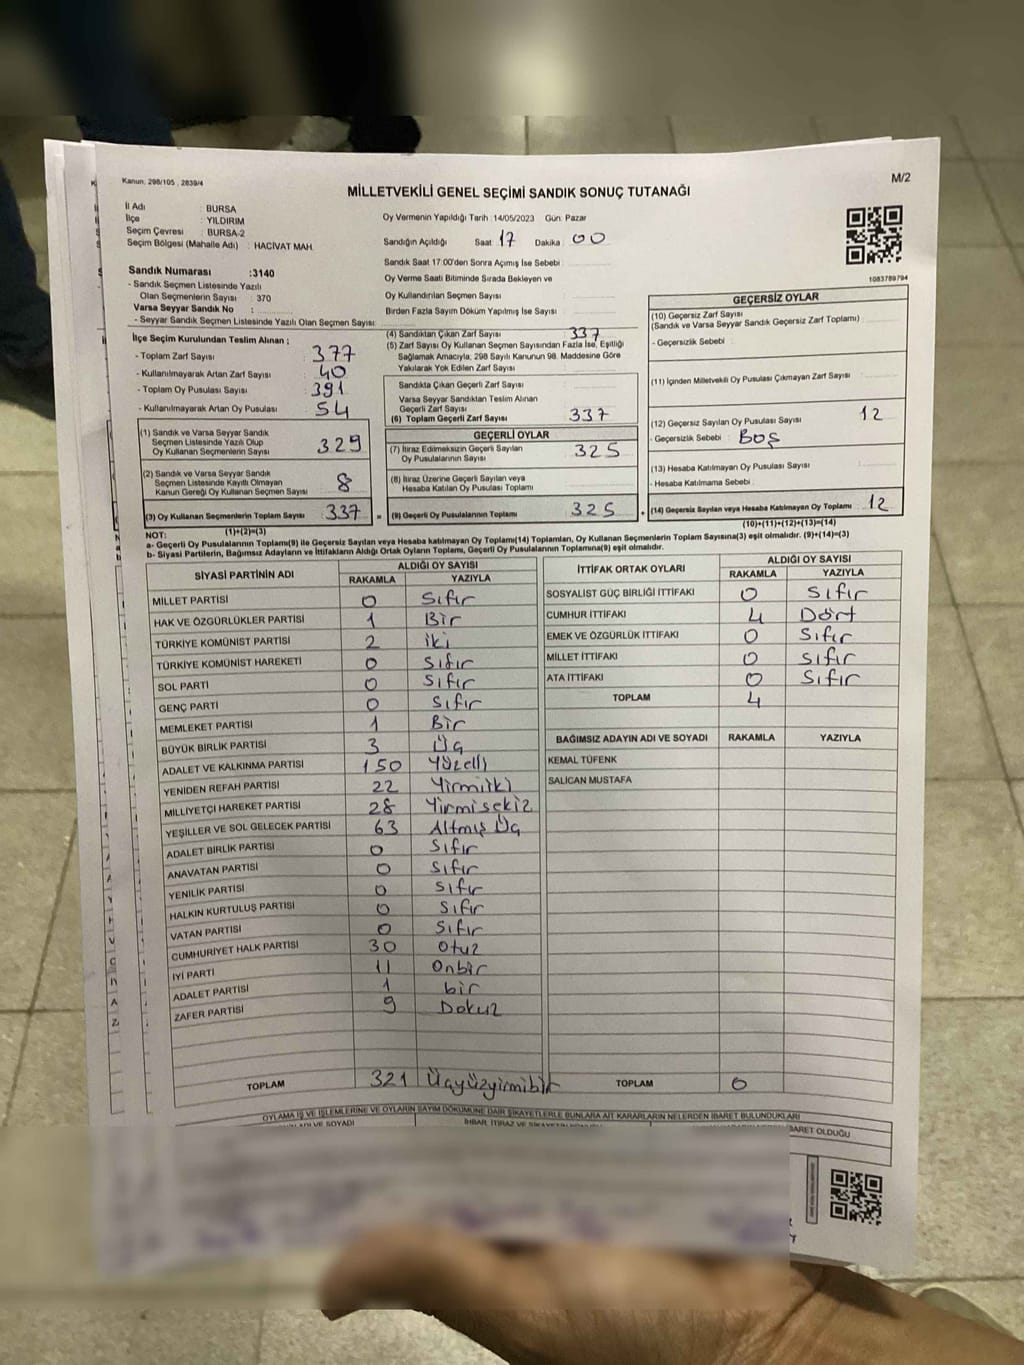 Kanun: 298/105 , 2839/4
M/2
MİLLETVEKİLİ GENEL SEÇİMİ SANDIK SONUÇ TUTANAĞI
İl Adı : BURSA
İlçe : YILDIRIM
Seçim Çevresi : BURSA-2
Seçim Bölgesi (Mahalle Adı) : HACİVAT MAH.
Sandık Numarası :3140
- Sandık Seçmen Listesinde Yazılı
Olan Seçmenlerin Sayısı : 370
Varsa Seyyar Sandık No :
- Seyyar Sandık Seçmen Listesinde Yazılı Olan Seçmen Sayısı:
Oy Vermenin Yapıldığı Tarih :14/05/2023 Gün: Pazar
Sandığın Açıldığı Saat 17 Dakika : 00
Sandık Saat 17:00'den Sonra Açımış İse Sebebi :
Oy Verme Saati Bitiminde Sırada Bekleyen ve
Oy Kullandırılan Seçmen Sayısı
Birden Fazla Sayım Döküm Yapılmış İse Sayısı :
1083789794
İlçe Seçim Kurulundan Teslim Alınan ;
- Toplam Zarf Sayısı : 377
- Kullanılmayarak Artan Zarf Sayısı : 40
- Toplam Oy Pusulası Sayısı : 391
- Kullanılmayarak Artan Oy Pusulası : 54
(1) Sandık ve Varsa Seyyar Sandık
Seçmen Listesinde Yazılı Olup
Oy Kullanan Seçmenlerin Sayısı 329
(2) Sandık ve Varsa Seyyar Sandık
Seçmen Listesinde Kayıtlı Olmayan
Kanun Gereği Oy Kullanan Seçmen Sayısı 8
(3) Oy Kullanan Seçmenlerin Toplam Sayısı 337 =
(1)+(2)=(3)
(4) Sandıktan Çıkan Zarf Sayısı 337
(5) Zarf Sayısı Oy Kullanan Seçmen Sayısından Fazla İse, Eşitliği
Sağlamak Amacıyla, 298 Sayılı Kanunun 98. Maddesine Göre
Yakılarak Yok Edilen Zarf Sayısı
Sandıkta Çıkan Geçerli Zarf Sayısı
Varsa Seyyar Sandıktan Teslim Alınan
Geçerli Zarf Sayısı
(6) Toplam Geçerli Zarf Sayısı 337
GEÇERLİ OYLAR
(7) İtiraz Edilmeksizin Geçerli Sayılan
Oy Pusulalarının Sayısı 325
(8) İtiraz Üzerine Geçerli Sayılan veya
Hesaba Katılan Oy Pusulası Toplamı
(9) Geçerli Oy Pusulalarının Toplamı 325 +
GEÇERSİZ OYLAR
(10) Geçersiz Zarf Sayısı
(Sandık ve Varsa Seyyar Sandık Geçersiz Zarf Toplamı)
- Geçersizlik Sebebi :
(11) İçinden Milletvekili Oy Pusulası Çıkmayan Zarf Sayısı
(12) Geçersiz Sayılan Oy Pusulası Sayısı 12
- Geçersizlik Sebebi : BOŞ
(13) Hesaba Katılmayan Oy Pusulası Sayısı
- Hesaba Katılmama Sebebi
(14) Geçersiz Sayılan veya Hesaba Katılmayan Oy Toplamı 12
(10)+(11)+(12)+(13)=(14)
NOT:
a- Geçerli Oy Pusulalarının Toplamı(9) ile Geçersiz Sayılan veya Hesaba katılmayan Oy Toplamı(14) Toplamları, Oy Kullanan Seçmenlerin Toplam Sayısına(3) eşit olmalıdır. (9)+(14)=(3)
b- Siyasi Partilerin, Bağımsız Adayların ve İttifakların Aldığı Ortak Oyların Toplamı, Geçerli Oy Pusulalarının Toplamına(9) eşit olmalıdır.
SİYASİ PARTİNİN ADI ALDIĞI OY SAYISI
RAKAMLA YAZIYLA
MİLLET PARTİSİ 0 Sıfır
HAK VE ÖZGÜRLÜKLER PARTİSİ 1 Bir
TÜRKİYE KOMÜNİST PARTİSİ 2 iki
TÜRKİYE KOMÜNİST HAREKETİ 0 Sıfır
SOL PARTİ 0 Sıfır
GENÇ PARTİ 0 Sıfır
MEMLEKET PARTİSİ 1 Bir
BÜYÜK BİRLİK PARTİSİ 3 Üç
ADALET VE KALKINMA PARTİSİ 150 Yüzelli
YENİDEN REFAH PARTİSİ 22 Yirmiiki
MİLLİYETÇİ HAREKET PARTİSİ 28 Yirmisekiz
YEŞİLLER VE SOL GELECEK PARTİSİ 63 Altmış Üç
ADALET BİRLİK PARTİSİ 0 Sıfır
ANAVATAN PARTİSİ 0 Sıfır
YENİLİK PARTİSİ 0 Sıfır
HALKIN KURTULUŞ PARTİSİ 0 Sıfır
VATAN PARTİSİ 0 Sıfır
CUMHURİYET HALK PARTİSİ 30 Otuz
İYİ PARTİ 11 Onbir
ADALET PARTİSİ 1 bir
ZAFER PARTİSİ 9 Dokuz
TOPLAM 321 Üçyüzyirmibir
İTTİFAK ORTAK OYLARI ALDIĞI OY SAYISI
RAKAMLA YAZIYLA
SOSYALİST GÜÇ BİRLİĞİ İTTİFAKI 0 Sıfır
CUMHUR İTTİFAKI 4 Dört
EMEK VE ÖZGÜRLÜK İTTİFAKI 0 Sıfır
MİLLET İTTİFAKI 0 Sıfır
ATA İTTİFAKI 0 Sıfır
TOPLAM 4
BAĞIMSIZ ADAYIN ADI VE SOYADI RAKAMLA YAZIYLA
KEMAL TÜFENK
SALİCAN MUSTAFA
TOPLAM 0
OYLAMA İŞ VE İŞLEMLERİNE VE OYLARIN SAYIM DÖKÜMÜNE DAİR ŞİKAYETLERLE BUNLARA AİT KARARLARIN NELERDEN İBARET BULUNDUKLARI
VE SOYADI
İHBAR, İTİRAZ VE
BARET OLDUĞU